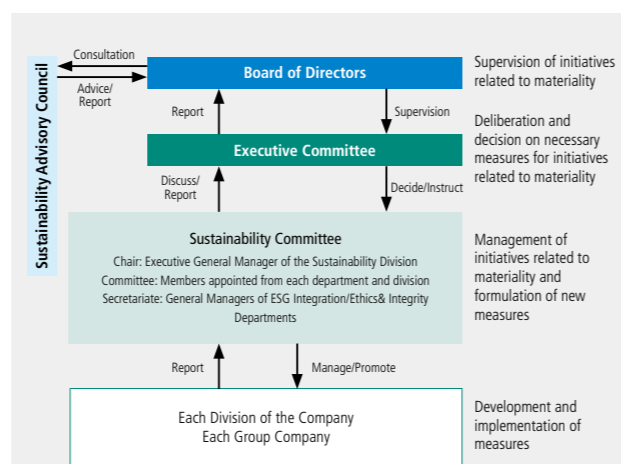 Sustainability Advisory Council
Consultation
Advice/
Report
Board of Directors
Supervision of initiatives
related to materiality
Report
Supervision
Executive Committee
Deliberation and
decision on necessary
measures for initiatives
related to materiality
Discuss/
Report
Decide/Instruct
Sustainability Committee
Chair: Executive General Manager of the Sustainability Division
Committee: Members appointed from each department and division
Secretariate: General Managers of ESG Integration/Ethics& Integrity
Departments
Management of
initiatives related to
materiality and
formulation of new
measures
Report
Manage/Promote
Each Division of the Company
Each Group Company
Development and
implementation of
measures